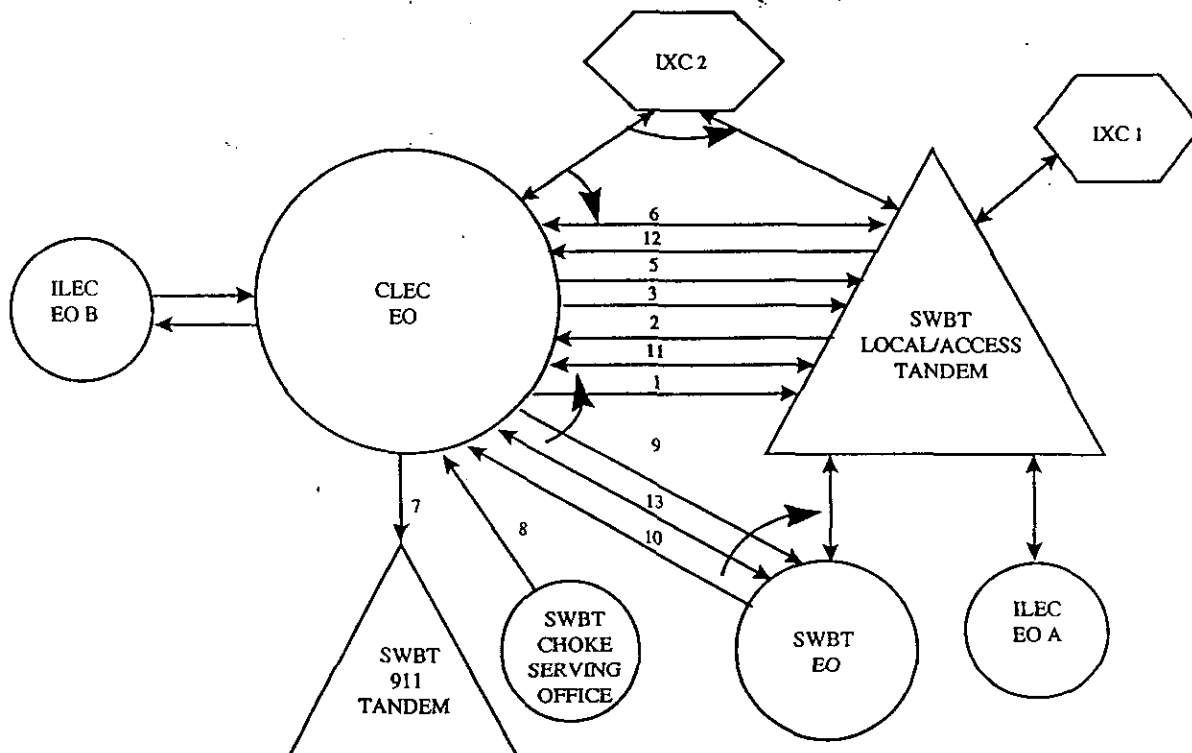 IXC 2
IXC 1
6
12
5
3
2
11
1
ILEC
EO B
CLEC
EO
SWBT
LOCAL/ACCESS
TANDEM
9
13
10
7
8
SWBT
911
TANDEM
SWBT
CHOKE
SERVING
OFFICE
SWBT
EO
ILEC
EO A